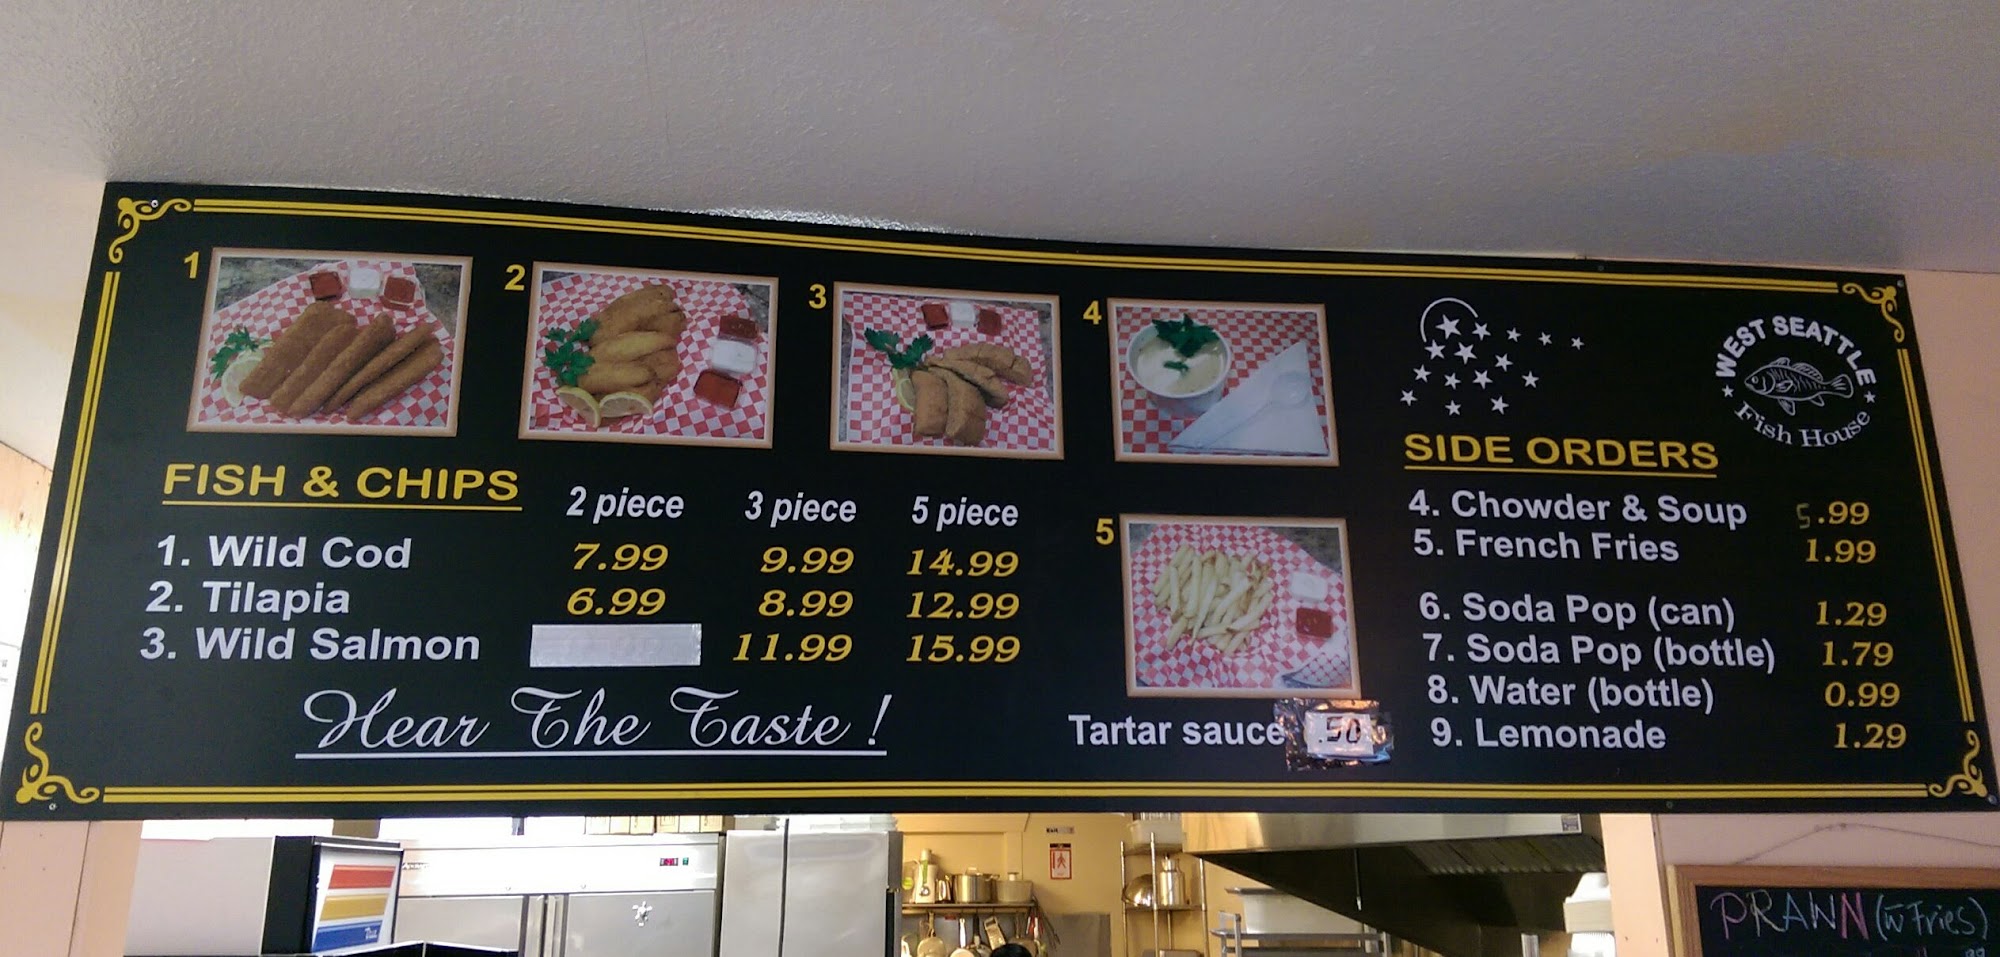 1
2
3
4
5
WEST SEATTLE
Fish House
FISH & CHIPS 2 piece 3 piece 5 piece
1. Wild Cod 7.99 9.99 14.99
2. Tilapia 6.99 8.99 12.99
3. Wild Salmon 11.99 15.99
Hear The Taste !
Tartar sauce .50
SIDE ORDERS
4. Chowder & Soup 5.99
5. French Fries 1.99
6. Soda Pop (can) 1.29
7. Soda Pop (bottle) 1.79
8. Water (bottle) 0.99
9. Lemonade 1.29
PRAWN (w Fries)